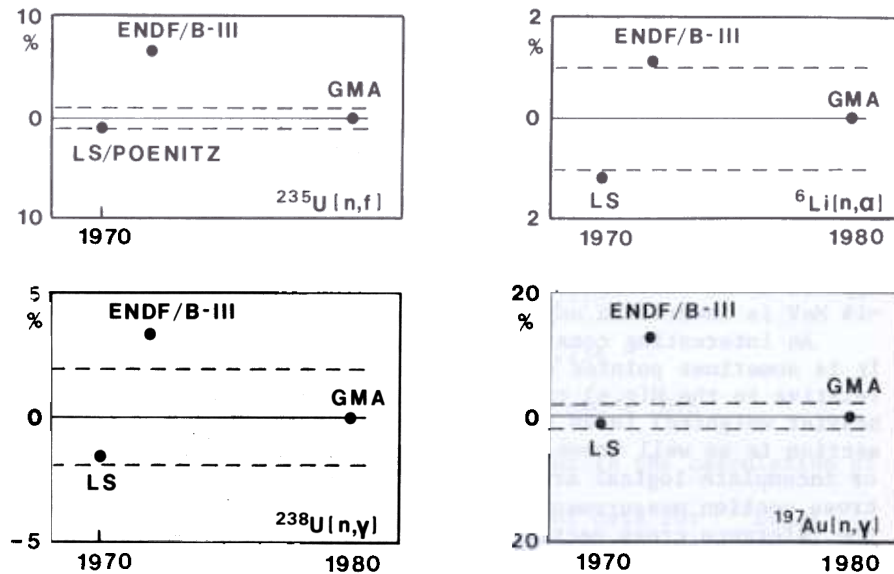 10
%
ENDF/B-III
GMA
0
LS/POENITZ
10
²³⁵U[n,f]
1970
2
%
ENDF/B-III
GMA
0
LS
2
⁶Li[n,α]
1970
1980
5
%
ENDF/B-III
GMA
0
LS
-5
²³⁸U[n,γ]
1970
1980
20
%
ENDF/B-III
GMA
0
LS
20
¹⁹⁷Au[n,γ]
1970
1980